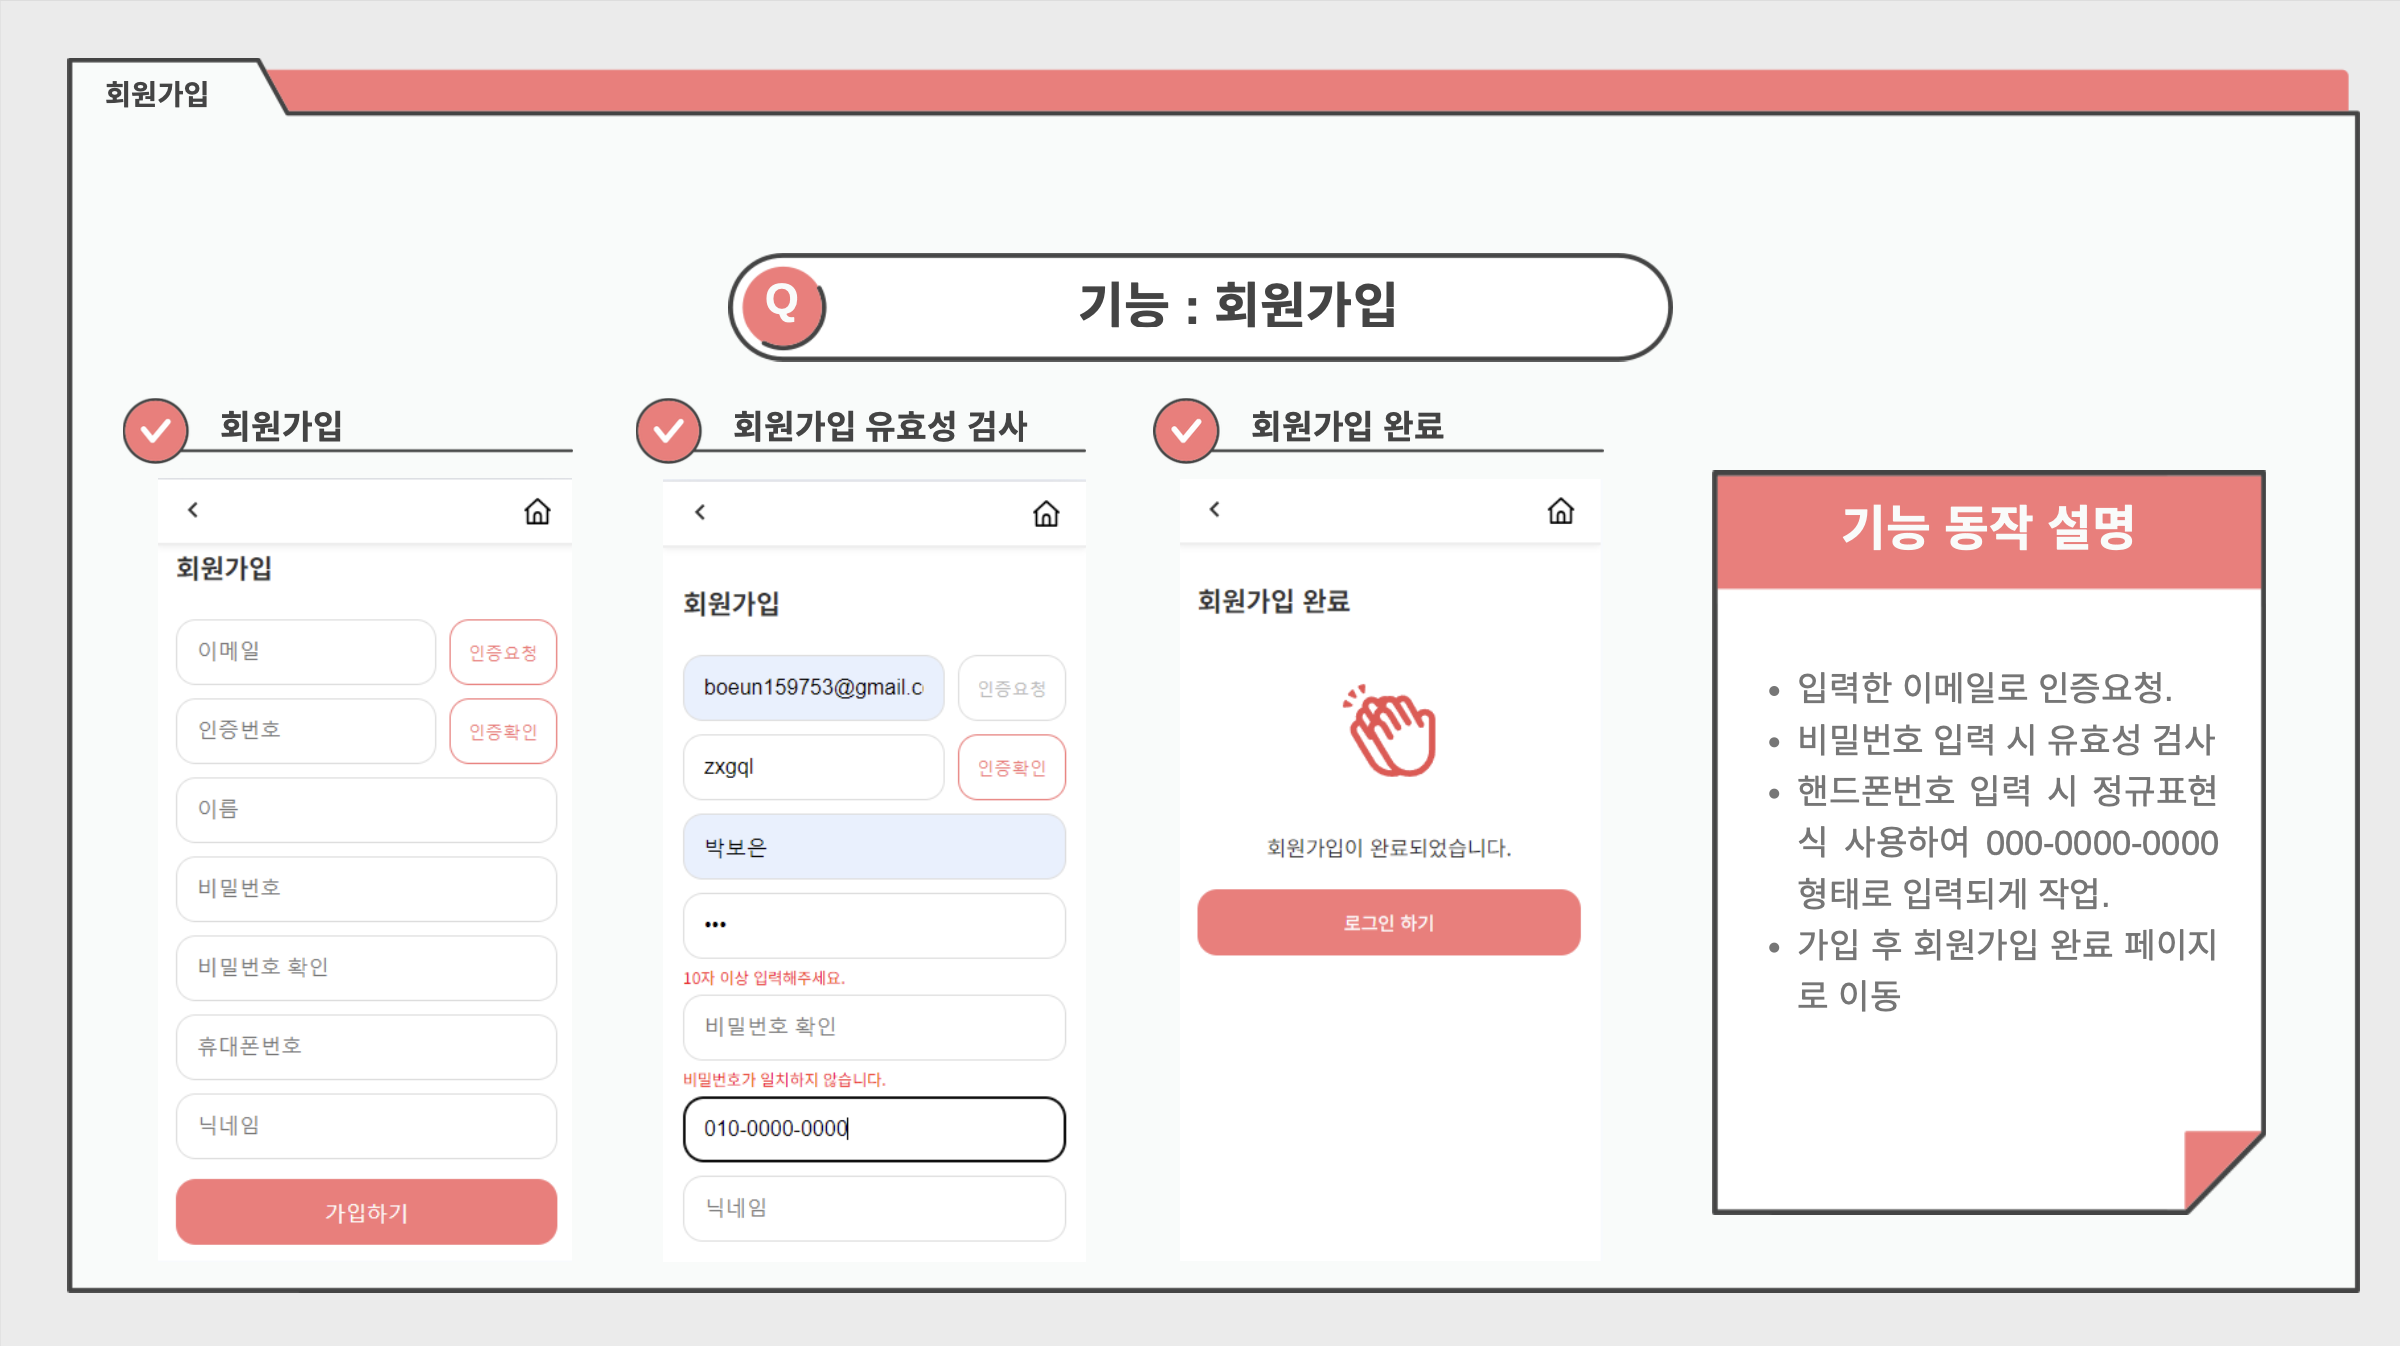 회원가입
Q
기능 : 회원가입
회원가입
회원가입
이메일
인증요청
인증번호
인증확인
이름
비밀번호
비밀번호 확인
휴대폰번호
닉네임
가입하기
회원가입 유효성 검사
회원가입
boeun159753@gmail.c
인증요청
zxgql
인증확인
박보은
•••
10자 이상 입력해주세요.
비밀번호 확인
비밀번호가 일치하지 않습니다.
010-0000-0000
닉네임
회원가입 완료
회원가입 완료
회원가입이 완료되었습니다.
로그인 하기
기능 동작 설명
• 입력한 이메일로 인증요청.
• 비밀번호 입력 시 유효성 검사
• 핸드폰번호 입력 시 정규표현
식 사용하여 000-0000-0000
형태로 입력되게 작업.
• 가입 후 회원가입 완료 페이지
로 이동